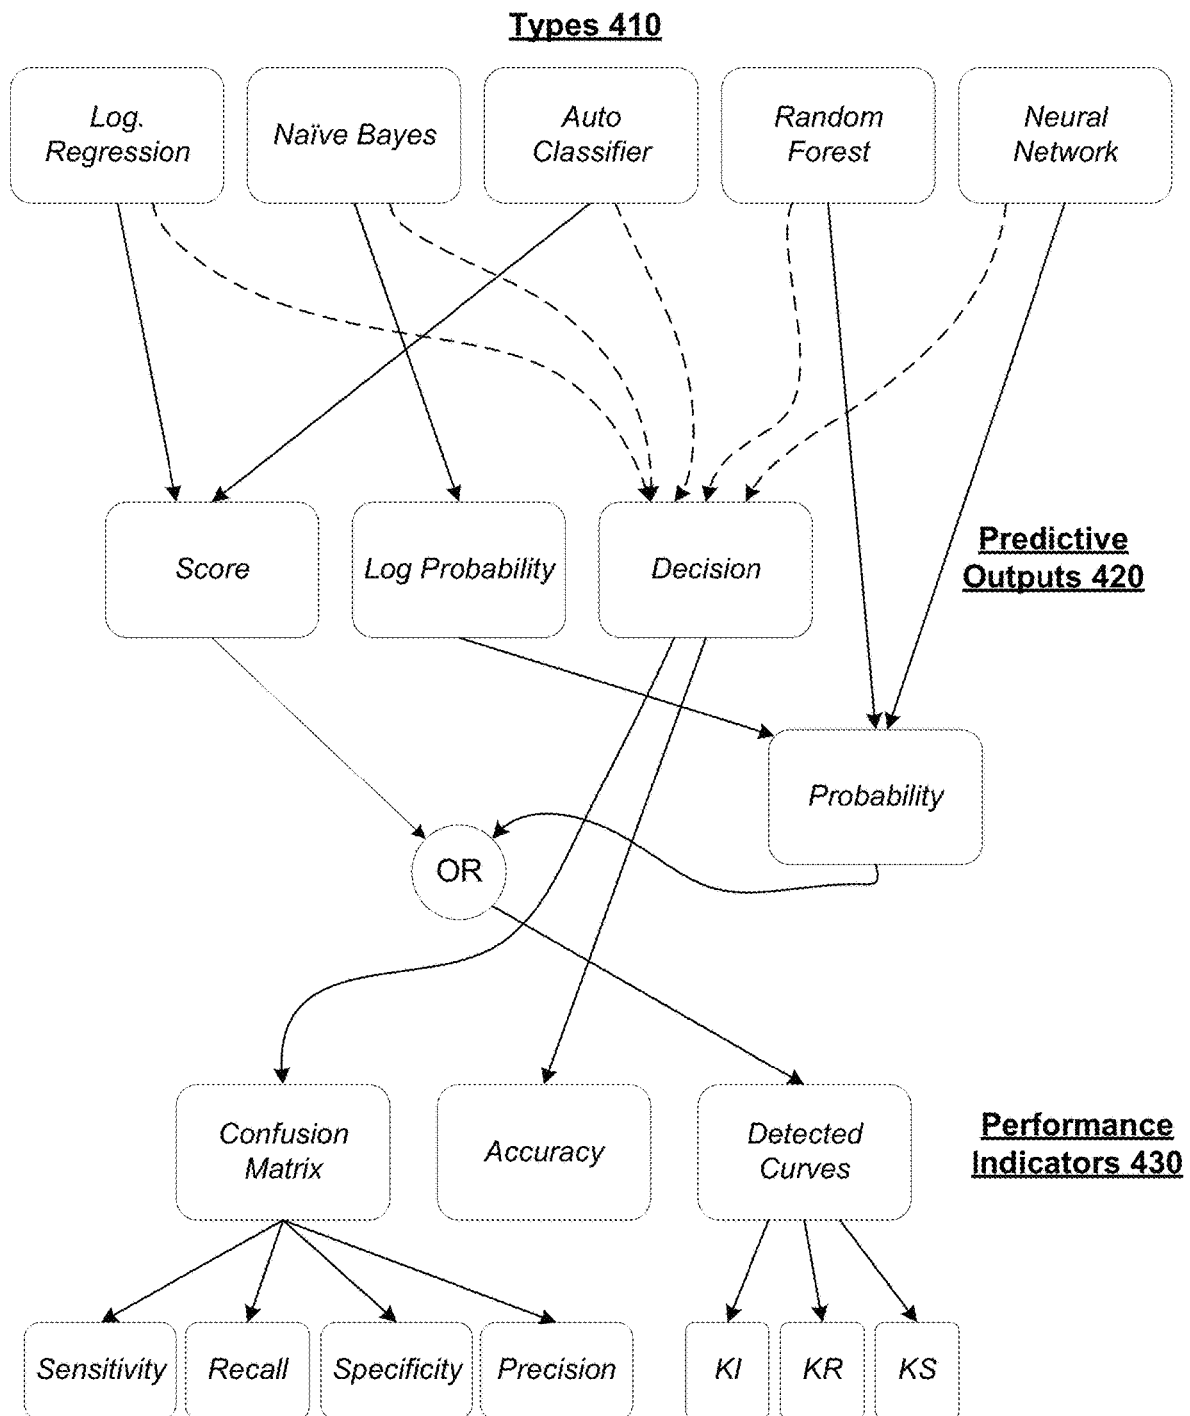 Types 410
Log.
Regression
Naïve Bayes
Auto
Classifier
Random
Forest
Neural
Network
Score
Log Probability
Decision
Predictive
Outputs 420
Probability
OR
Confusion
Matrix
Accuracy
Detected
Curves
Performance
Indicators 430
Sensitivity
Recall
Specificity
Precision
KI
KR
KS